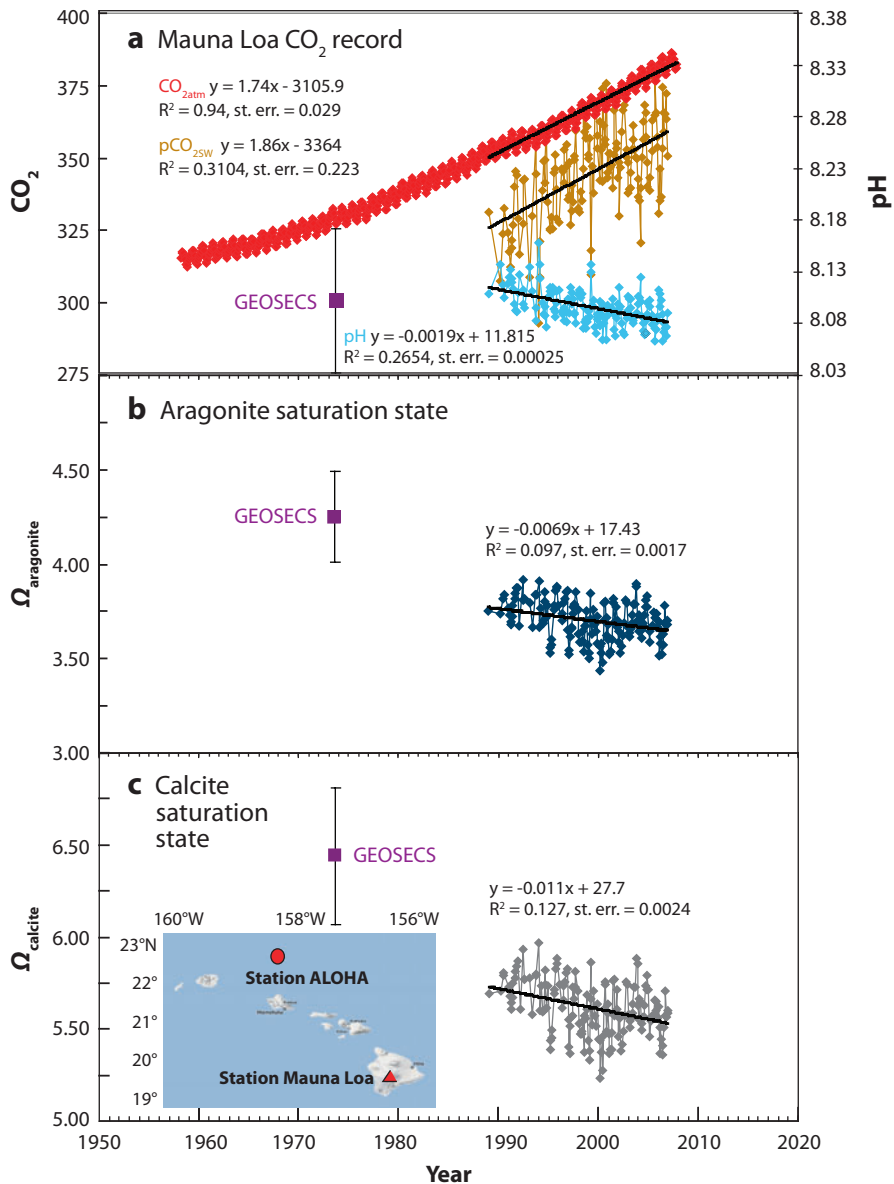 400
375
350
325
300
275
CO₂
8.38
8.33
8.28
8.23
8.18
8.13
8.08
8.03
pH
a Mauna Loa CO₂ record
CO₂atm y = 1.74x - 3105.9
R² = 0.94, st. err. = 0.029
pCO₂SW y = 1.86x - 3364
R² = 0.3104, st. err. = 0.223
GEOSECS
pH y = -0.0019x + 11.815
R² = 0.2654, st. err. = 0.00025
b Aragonite saturation state
4.50
4.00
3.50
3.00
Ωaragonite
GEOSECS
y = -0.0069x + 17.43
R² = 0.097, st. err. = 0.0017
c Calcite
saturation
state
6.50
6.00
5.50
5.00
Ωcalcite
GEOSECS
y = -0.011x + 27.7
R² = 0.127, st. err. = 0.0024
160°W 158°W 156°W
23°N
22°
21°
20°
19°
Station ALOHA
Station Mauna Loa
1950 1960 1970 1980 1990 2000 2010 2020
Year